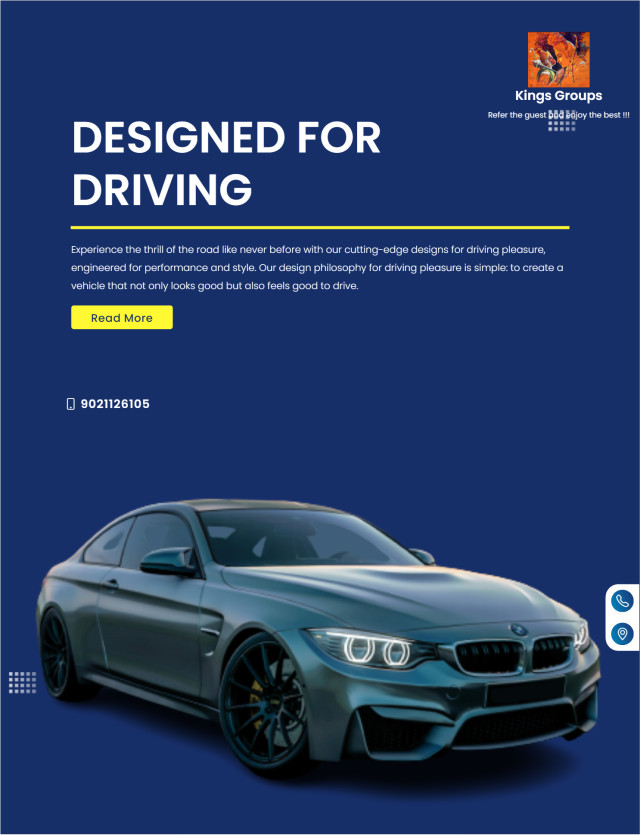 Kings Groups
Refer the guest and enjoy the best !!!
DESIGNED FOR
DRIVING
Experience the thrill of the road like never before with our cutting-edge designs for driving pleasure,
engineered for performance and style. Our design philosophy for driving pleasure is simple: to create a
vehicle that not only looks good but also feels good to drive.
Read More
9021126105